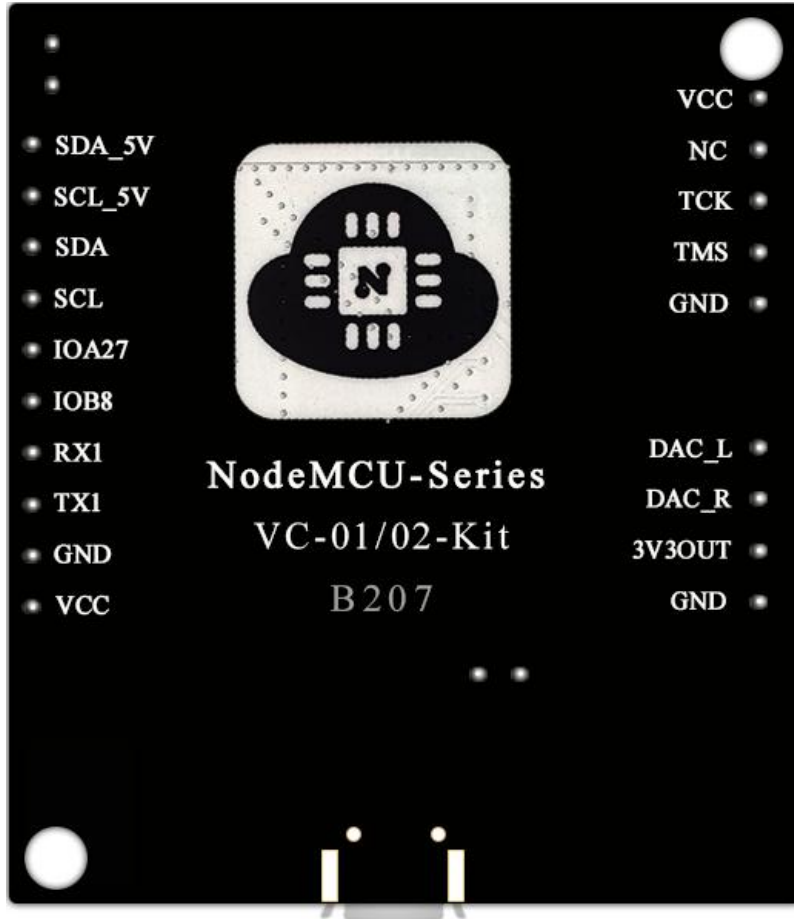 SDA_5V
SCL_5V
SDA
SCL
IOA27
IOB8
RX1
TX1
GND
VCC
NodeMCU-Series
VC-01/02-Kit
B207
VCC
NC
TCK
TMS
GND
DAC_L
DAC_R
3V3OUT
GND